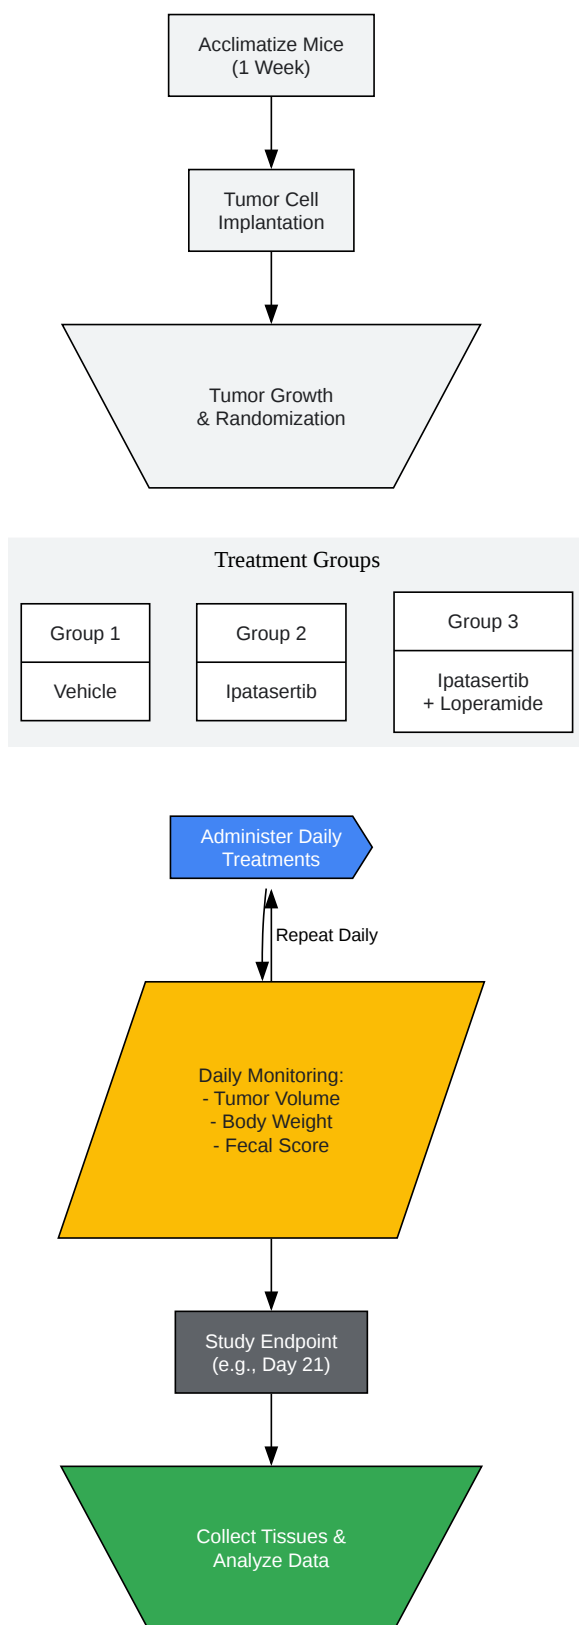 Acclimatize Mice
(1 Week)
Tumor Cell
Implantation
Tumor Growth
& Randomization
Treatment Groups
Group 1
Vehicle
Group 2
Ipatasertib
Group 3
Ipatasertib
+ Loperamide
Administer Daily
Treatments
Repeat Daily
Daily Monitoring:
- Tumor Volume
- Body Weight
- Fecal Score
Study Endpoint
(e.g., Day 21)
Collect Tissues &
Analyze Data